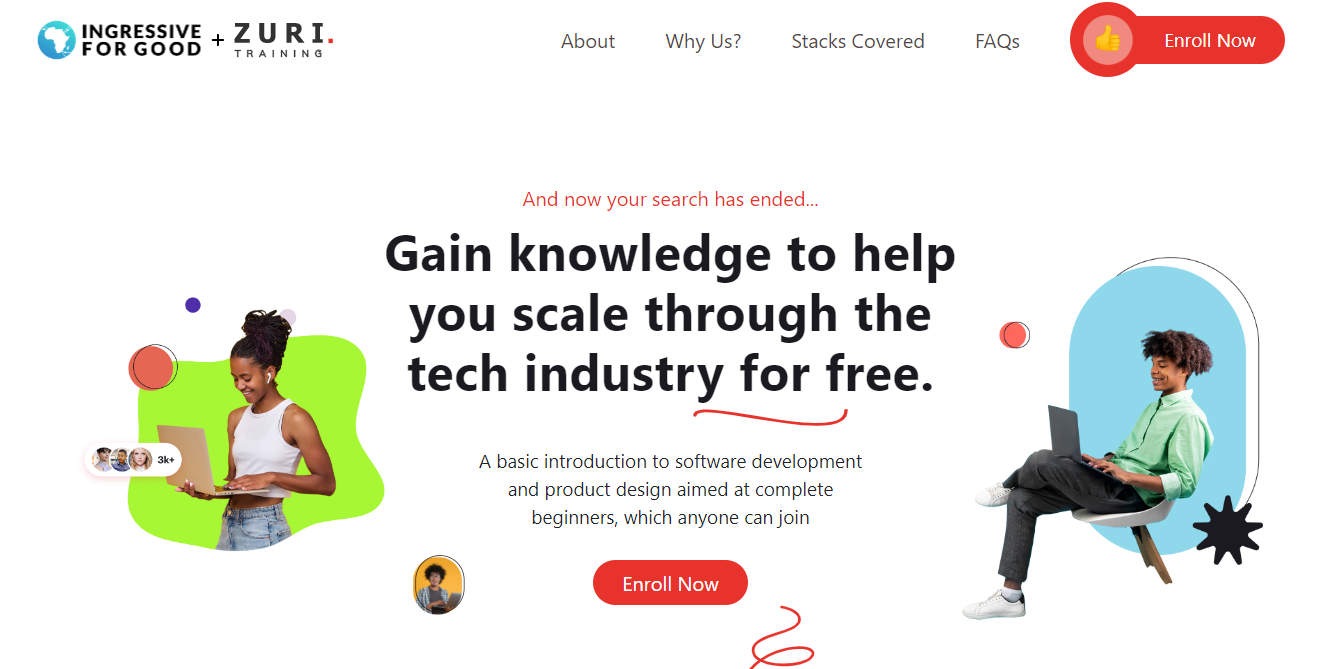 INGRESSIVE
FOR GOOD
+
ZURI.
TRAINING
About
Why Us?
Stacks Covered
FAQs
Enroll Now
And now your search has ended...
Gain knowledge to help
you scale through the
tech industry for free.
3k+
A basic introduction to software development
and product design aimed at complete
beginners, which anyone can join
Enroll Now